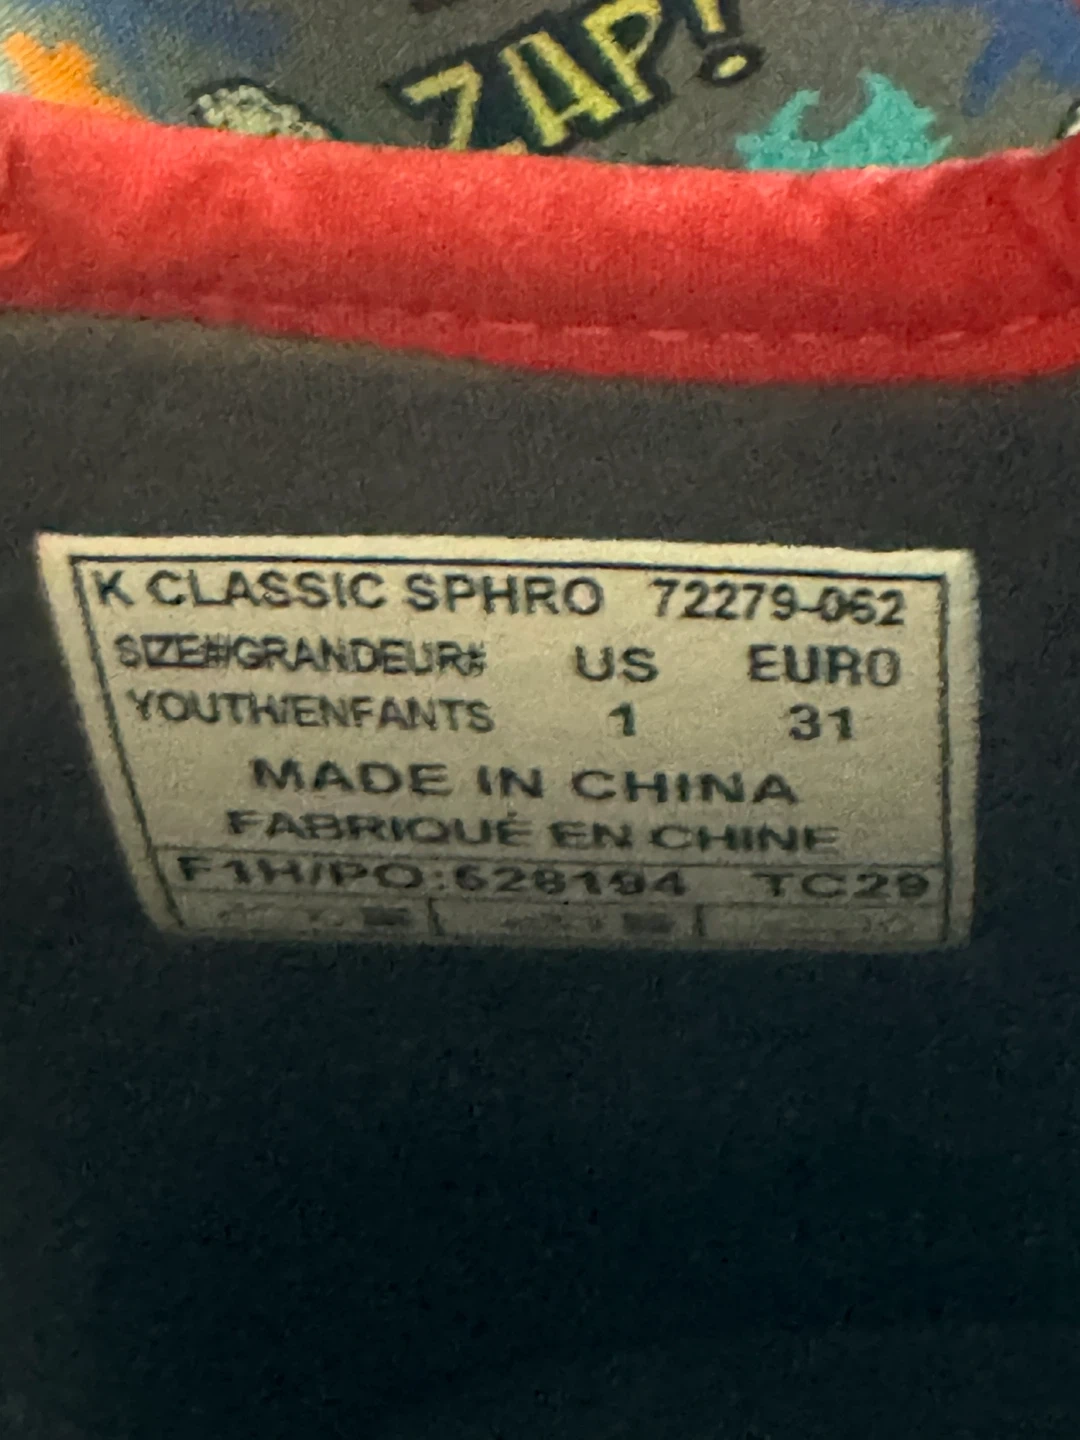 ZAP!
K CLASSIC SPHRO 72279-062
SIZE#/GRANDEUR# US EURO
YOUTH/ENFANTS 1 31
MADE IN CHINA
FABRIQUÉ EN CHINE
F1H/PO:628194 TC29